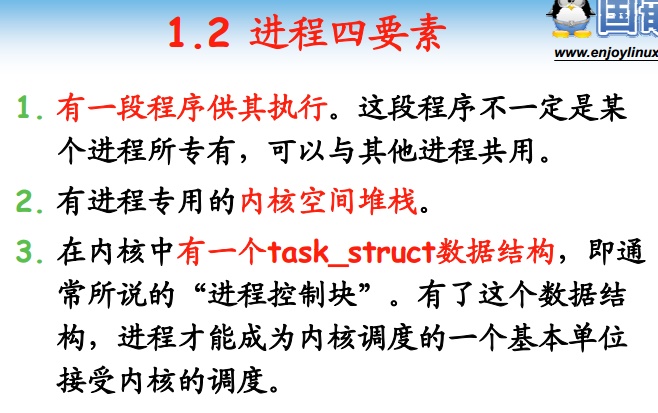 1.2 进程四要素
国嵌
www.enjoylinux
1. 有一段程序供其执行。这段程序不一定是某
个进程所专有，可以与其他进程共用。
2. 有进程专用的内核空间堆栈。
3. 在内核中有一个task_struct数据结构，即通
常所说的“进程控制块”。有了这个数据结
构，进程才能成为内核调度的一个基本单位
接受内核的调度。